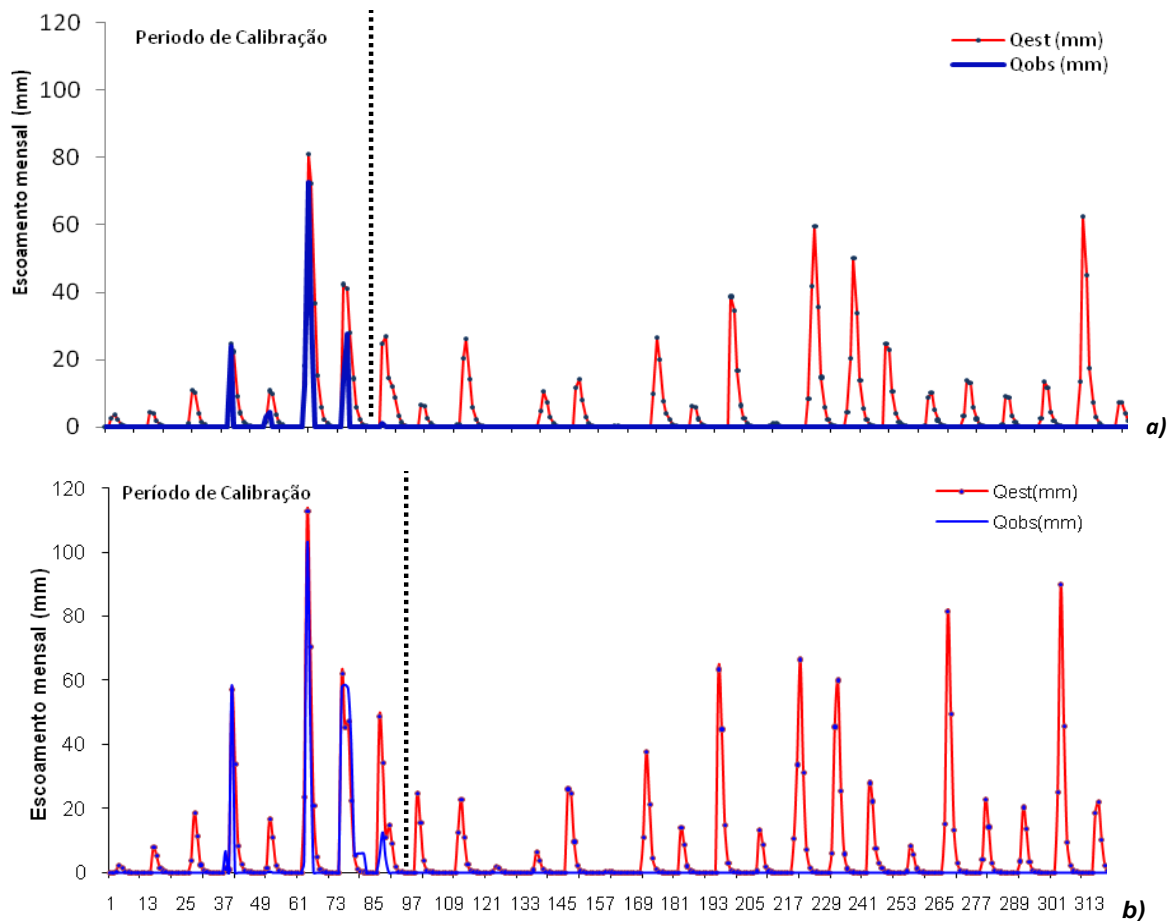 120
100
80
60
40
20
0
Escoamento mensal (mm)
Periodo de Calibração
Qest (mm)
Qobs (mm)
a)
120
100
80
60
40
20
0
Escoamento mensal (mm)
Período de Calibração
Qest(mm)
Qobs(mm)
1 13 25 37 49 61 73 85 97 109 121 133 145 157 169 181 193 205 217 229 241 253 265 277 289 301 313
b)